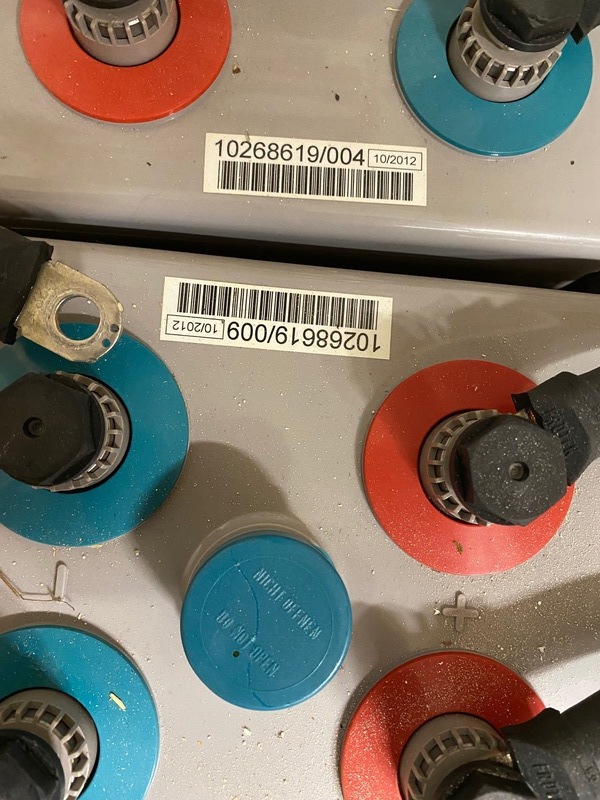 10268619/004 10/2012
10268619/009 10/2012
NICHT ÖFFNEN
DO NOT OPEN.